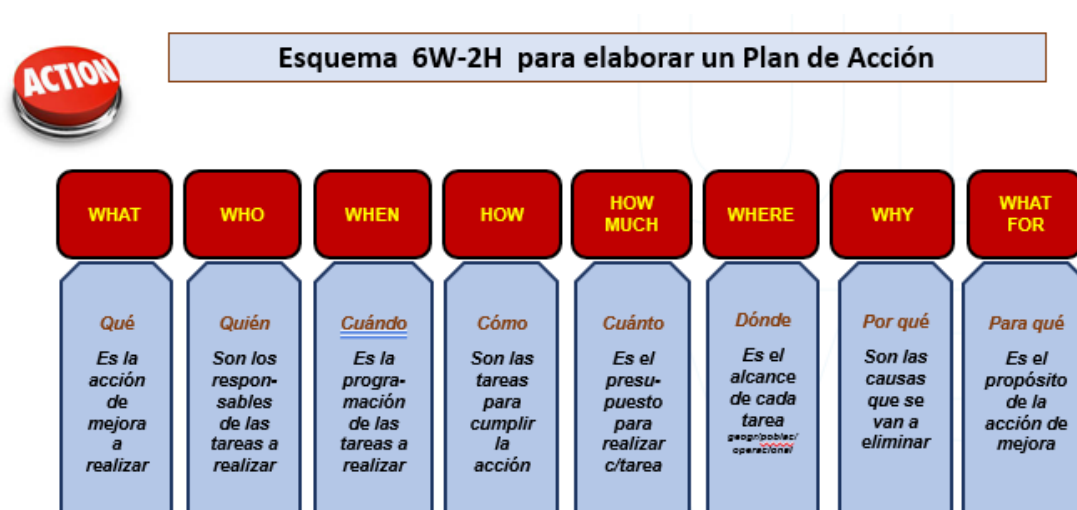 ACTION
Esquema 6W-2H para elaborar un Plan de Acción
WHAT
WHO
WHEN
HOW
HOW
MUCH
WHERE
WHY
WHAT
FOR
Qué
Es la
acción
de
mejora
a
realizar
Quién
Son los
respon-
sables
de las
tareas a
realizar
Cuándo
Es la
progra-
mación
de las
tareas a
realizar
Cómo
Son las
tareas
para
cumplir
la
acción
Cuánto
Es el
presu-
puesto
para
realizar
c/tarea
Dónde
Es el
alcance
de cada
tarea
geogr/poblac/
operacional
Por qué
Son las
causas
que se
van a
eliminar
Para qué
Es el
propósito
de la
acción de
mejora